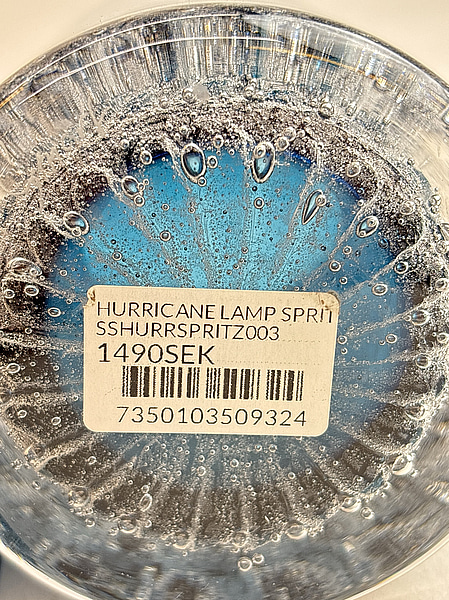 HURRICANE LAMP SPRIT
SSHURRSPRITZ003
1490SEK
7350103509324